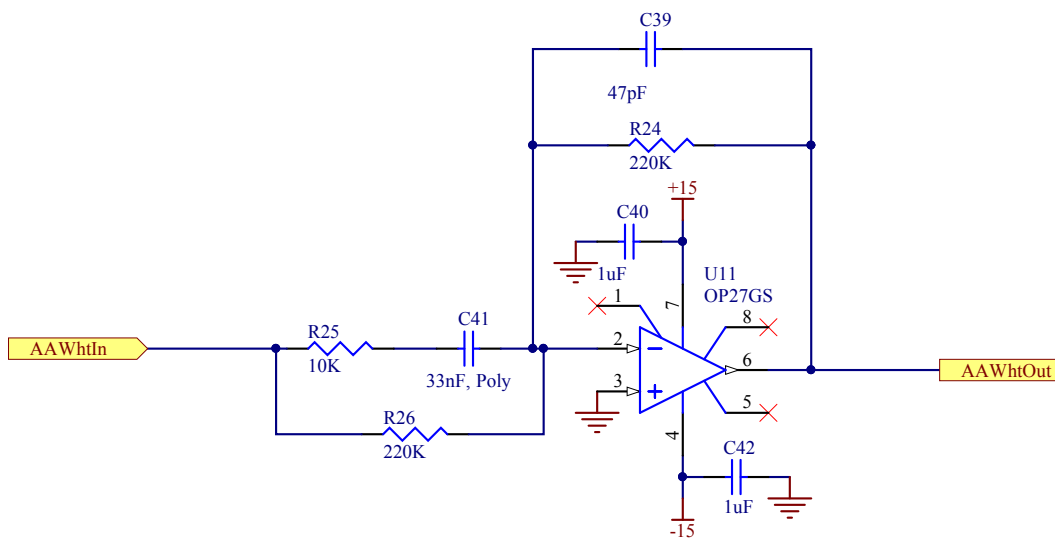 C39
47pF
R24
220K
+15
C40
1uF
U11
OP27GS
1
7
8
AAWhtIn
R25
10K
C41
33nF, Poly
2
3
6
AAWhtOut
5
R26
220K
4
C42
1uF
-15